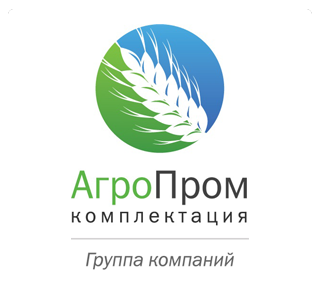 АгроПром
комплектация
Группа компаний